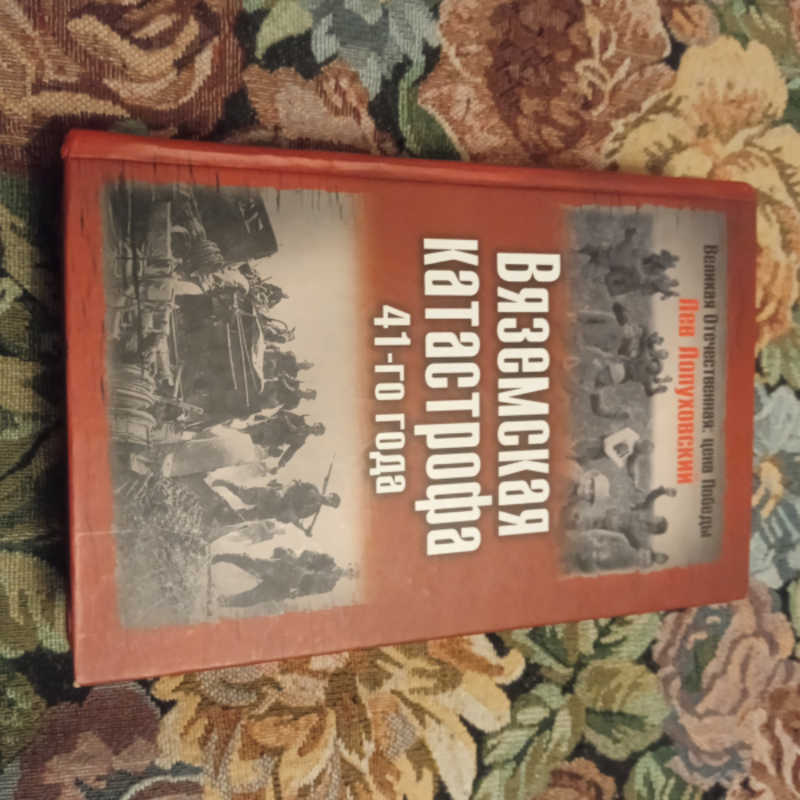 Великая Отечественная: цена Победы
Лев Лопуховский
Вяземская
катастрофа
41-го года